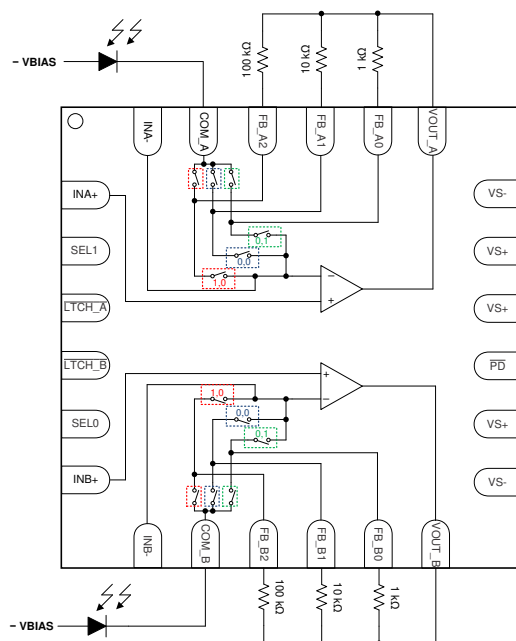 − VBIAS
100 kΩ
10 kΩ
1 kΩ
INA-
COM_A
FB_A2
FB_A1
FB_A0
VOUT_A
INA+
VS-
SEL1
VS+
LTCH_A
VS+
LTCH_B
PD
SEL0
VS+
INB+
VS-
0,1
0,0
1,0
−
+
+
−
1,0
0,0
0,1
INB-
COM_B
FB_B2
FB_B1
FB_B0
VOUT_B
100 kΩ
10 kΩ
1 kΩ
− VBIAS